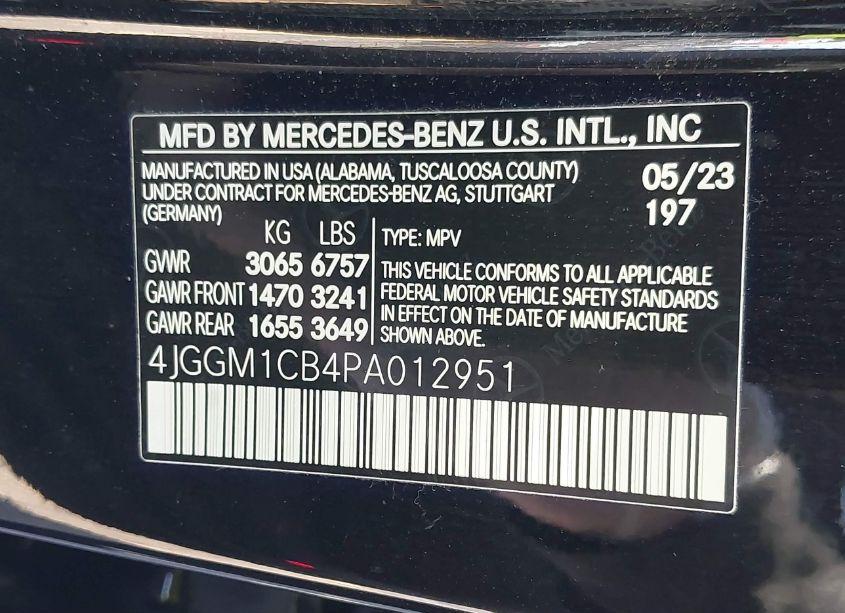 MFD BY MERCEDES-BENZ U.S. INTL., INC
MANUFACTURED IN USA (ALABAMA, TUSCALOOSA COUNTY)
UNDER CONTRACT FOR MERCEDES-BENZ AG, STUTTGART
(GERMANY)
05/23
197
KG LBS
GVWR 3065 6757
GAWR FRONT 1470 3241
GAWR REAR 1655 3649
TYPE: MPV
THIS VEHICLE CONFORMS TO ALL APPLICABLE
FEDERAL MOTOR VEHICLE SAFETY STANDARDS
IN EFFECT ON THE DATE OF MANUFACTURE
SHOWN ABOVE.
4JGGM1CB4PA012951